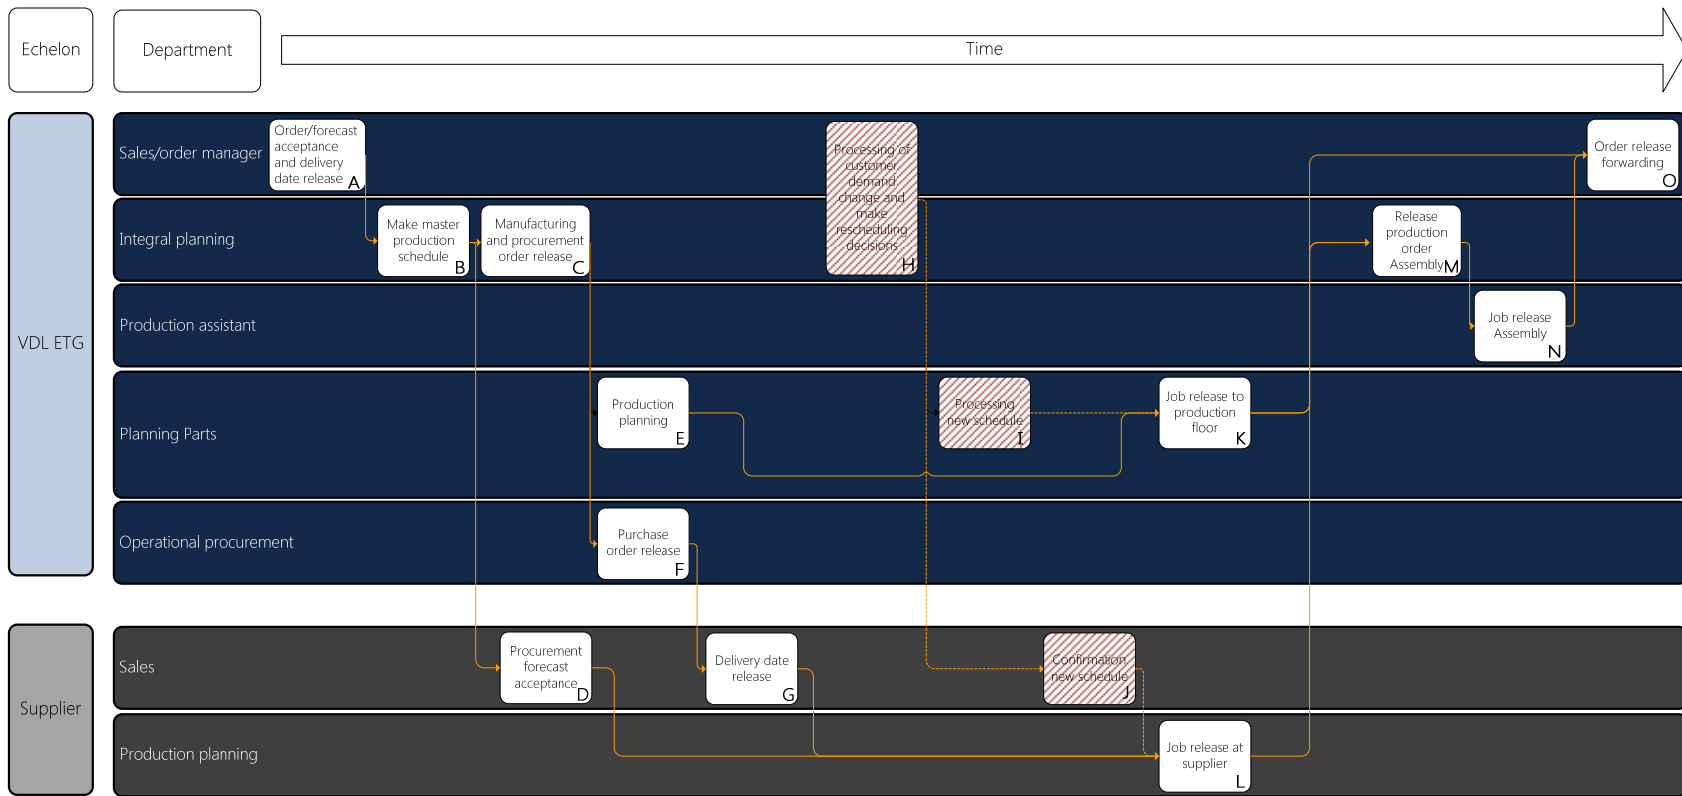 Echelon
Department
Time
VDL ETG
Sales/order manager
Order/forecast
acceptance
and delivery
date release
A
Processing of
customer
demand
change and
make
rescheduling
decisions
H
Order release
forwarding
O
Integral planning
Make master
production
schedule
B
Manufacturing
and procurement
order release
C
Release
production
order
Assembly
M
Production assistant
Job release
Assembly
N
Planning Parts
Production
planning
E
Processing
new schedule
I
Job release to
production
floor
K
Operational procurement
Purchase
order release
F
Supplier
Sales
Procurement
forecast
acceptance
D
Delivery date
release
G
Confirmation
new schedule
J
Production planning
Job release at
supplier
L